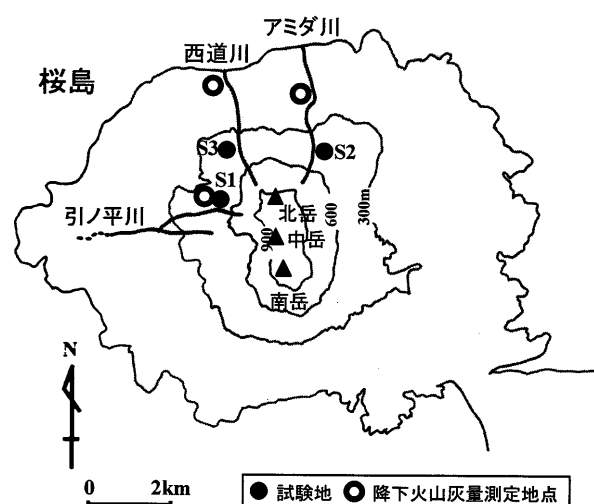 アミダ川
西道川
桜島
S3
S2
S1
引ノ平川
北岳
600
300m
900
中岳
南岳
N
0 2km
● 試験地 ◎ 降下火山灰量測定地点